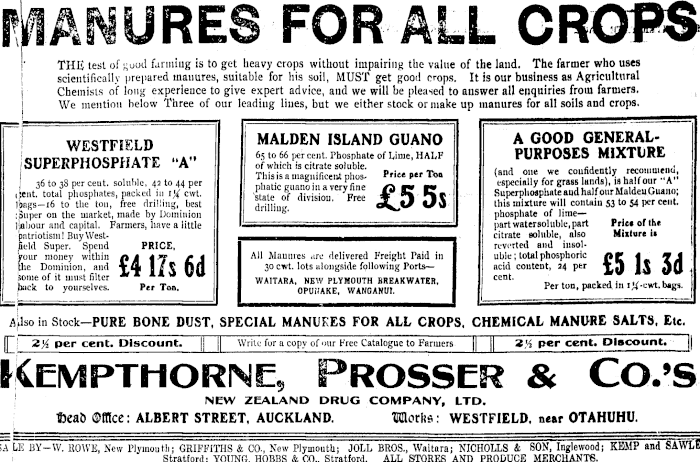 MANURES FOR ALL CROPS
THE test of good farming is to get heavy crops without impairing the value of the land. The farmer who uses
scientifically prepared manures, suitable for his soil, MUST get good crops. It is our business as Agricultural
Chemists of long experience to give expert advice, and we will be pleased to answer all enquiries from farmers.
We mention below Three of our leading lines, but we either stock or make up manures for all soils and crops.
WESTFIELD
SUPERPHOSPHATE "A"
36 to 38 per cent. soluble, 42 to 44 per
cent. total phosphates, packed in 1¼ cwt.
bags—16 to the ton, free drilling, best
Super on the market, made by Dominion
labour and capital. Farmers, have a little
patriotism! Buy West-
field Super. Spend
your money within
the Dominion, and
some of it must filter
back to yourselves.
PRICE,
£4 17s 6d
Per Ton.
MALDEN ISLAND GUANO
65 to 66 per cent. Phosphate of Lime, HALF
of which is citrate soluble.
This is a magnificent phos-
phatic guano in a very fine
state of division. Free
drilling.
Price per Ton
£5 5s
All Manures are delivered Freight Paid in
30 cwt. lots alongside following Ports—
WAITARA, NEW PLYMOUTH BREAKWATER,
OPUNAKE, WANGANUI.
A GOOD GENERAL-
PURPOSES MIXTURE
(and one we confidently recommend,
especially for grass lands), is half our "A"
Superphosphate and half our Malden Guano;
this mixture will contain 53 to 54 per cent.
phosphate of lime—
part water soluble, part
citrate soluble, also
reverted and insol-
uble; total phosphoric
acid content, 24 per
cent.
Price of the
Mixture is
£5 1s 3d
Per ton, packed in 1¼-cwt. bags.
Also in Stock—PURE BONE DUST, SPECIAL MANURES FOR ALL CROPS, CHEMICAL MANURE SALTS, Etc.
2½ per cent. Discount.
Write for a copy of our Free Catalogue to Farmers
2½ per cent. Discount.
KEMPTHORNE, PROSSER & CO.'S
NEW ZEALAND DRUG COMPANY, LTD.
Head Office: ALBERT STREET, AUCKLAND. Works: WESTFIELD, near OTAHUHU.
SALE BY—W. ROWE, New Plymouth; GRIFFITHS & CO., New Plymouth; JOLL BROS., Waitara; NICHOLLS & SON, Inglewood; KEMP and SAWLE
Stratford; YOUNG, HOBBS & CO., Stratford. ALL STORES AND PRODUCE MERCHANTS.